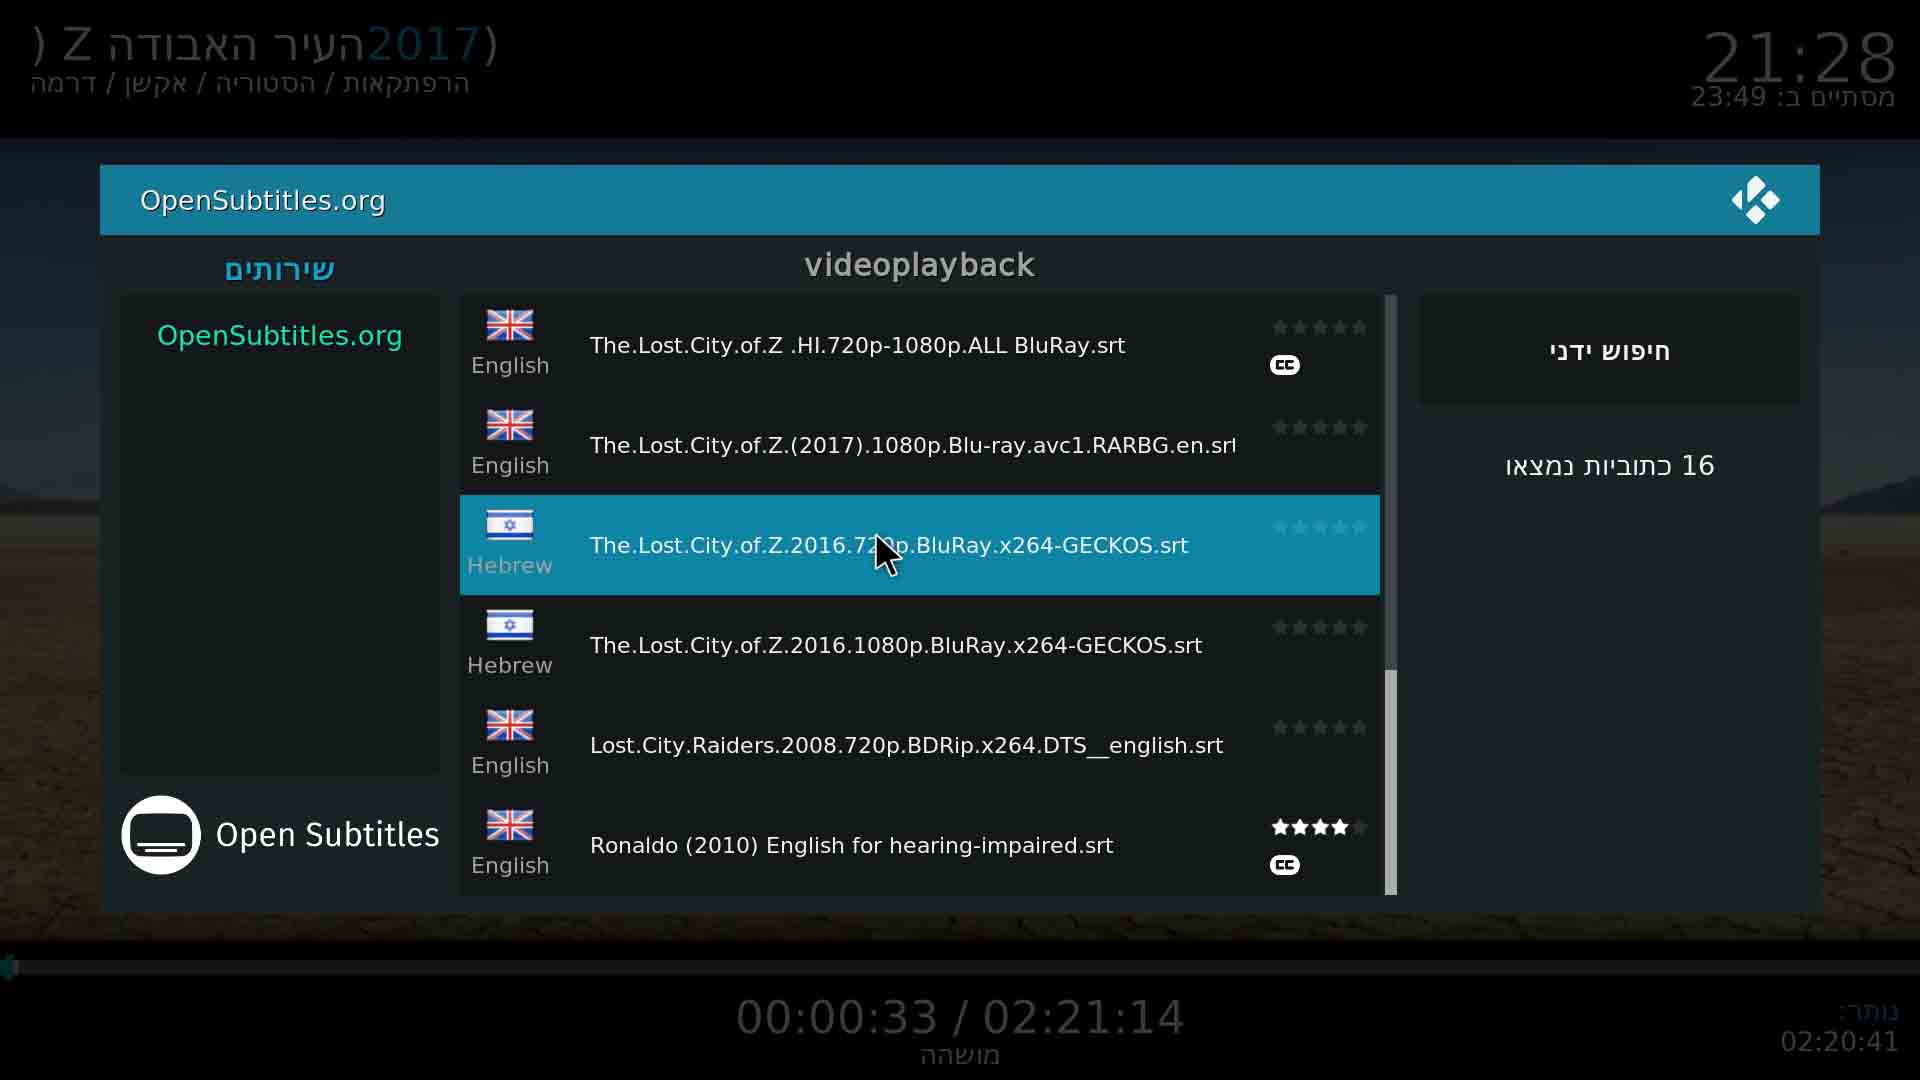 העיר האבודה Z (2017)
הרפתקאות / הסטוריה / אקשן / דרמה
21:28
מסתיים ב: 23:49
OpenSubtitles.org
שירותים
OpenSubtitles.org
Open Subtitles
videoplayback
English
The.Lost.City.of.Z .HI.720p-1080p.ALL BluRay.srt
CC
English
The.Lost.City.of.Z.(2017).1080p.Blu-ray.avc1.RARBG.en.srt
Hebrew
The.Lost.City.of.Z.2016.720p.BluRay.x264-GECKOS.srt
Hebrew
The.Lost.City.of.Z.2016.1080p.BluRay.x264-GECKOS.srt
English
Lost.City.Raiders.2008.720p.BDRip.x264.DTS__english.srt
English
Ronaldo (2010) English for hearing-impaired.srt
CC
חיפוש ידני
16 כתוביות נמצאו
00:00:33 / 02:21:14
מושהה
נותר:
02:20:41